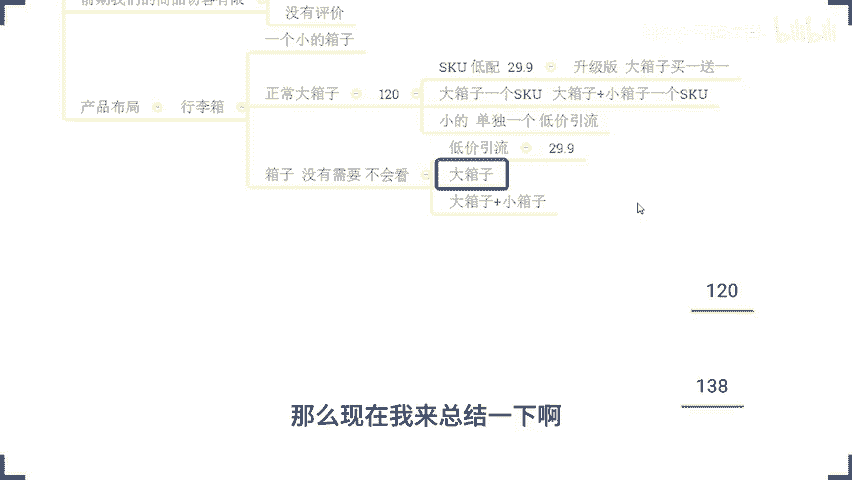 前期我们的商品访客有限
没有评价
一个小的箱子
SKU 低配 29.9 升级版 大箱子买一送一
正常大箱子 120 大箱子一个SKU 大箱子+小箱子一个SKU
产品布局 行李箱
小的 单独一个 低价引流
低价引流 29.9
箱子 没有需要 不会看 大箱子
大箱子+小箱子
120
138
那么现在我来总结一下啊
bilibili